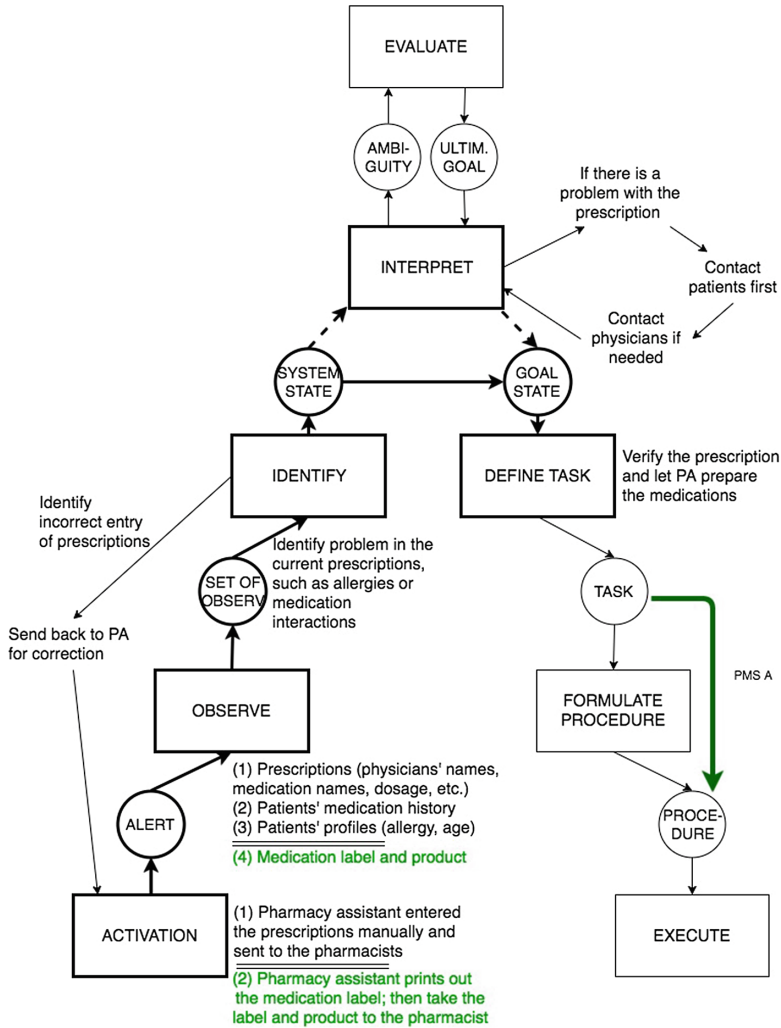 EVALUATE
AMBI-
GUITY
ULTIM.
GOAL
If there is a
problem with the
prescription
INTERPRET
Contact
patients first
Contact
physicians if
needed
SYSTEM
STATE
GOAL
STATE
IDENTIFY
DEFINE TASK
Verify the prescription
and let PA prepare
the medications
Identify
incorrect entry
of prescriptions
Identify problem in the
current prescriptions,
such as allergies or
medication
interactions
SET OF
OBSERV
TASK
Send back to PA
for correction
OBSERVE
FORMULATE
PROCEDURE
PMS A
(1) Prescriptions (physicians' names,
medication names, dosage, etc.)
(2) Patients' medication history
(3) Patients' profiles (allergy, age)
(4) Medication label and product
ALERT
PROCE-
DURE
ACTIVATION
(1) Pharmacy assistant entered
the prescriptions manually and
sent to the pharmacists
(2) Pharmacy assistant prints out
the medication label; then take the
label and product to the pharmacist
EXECUTE